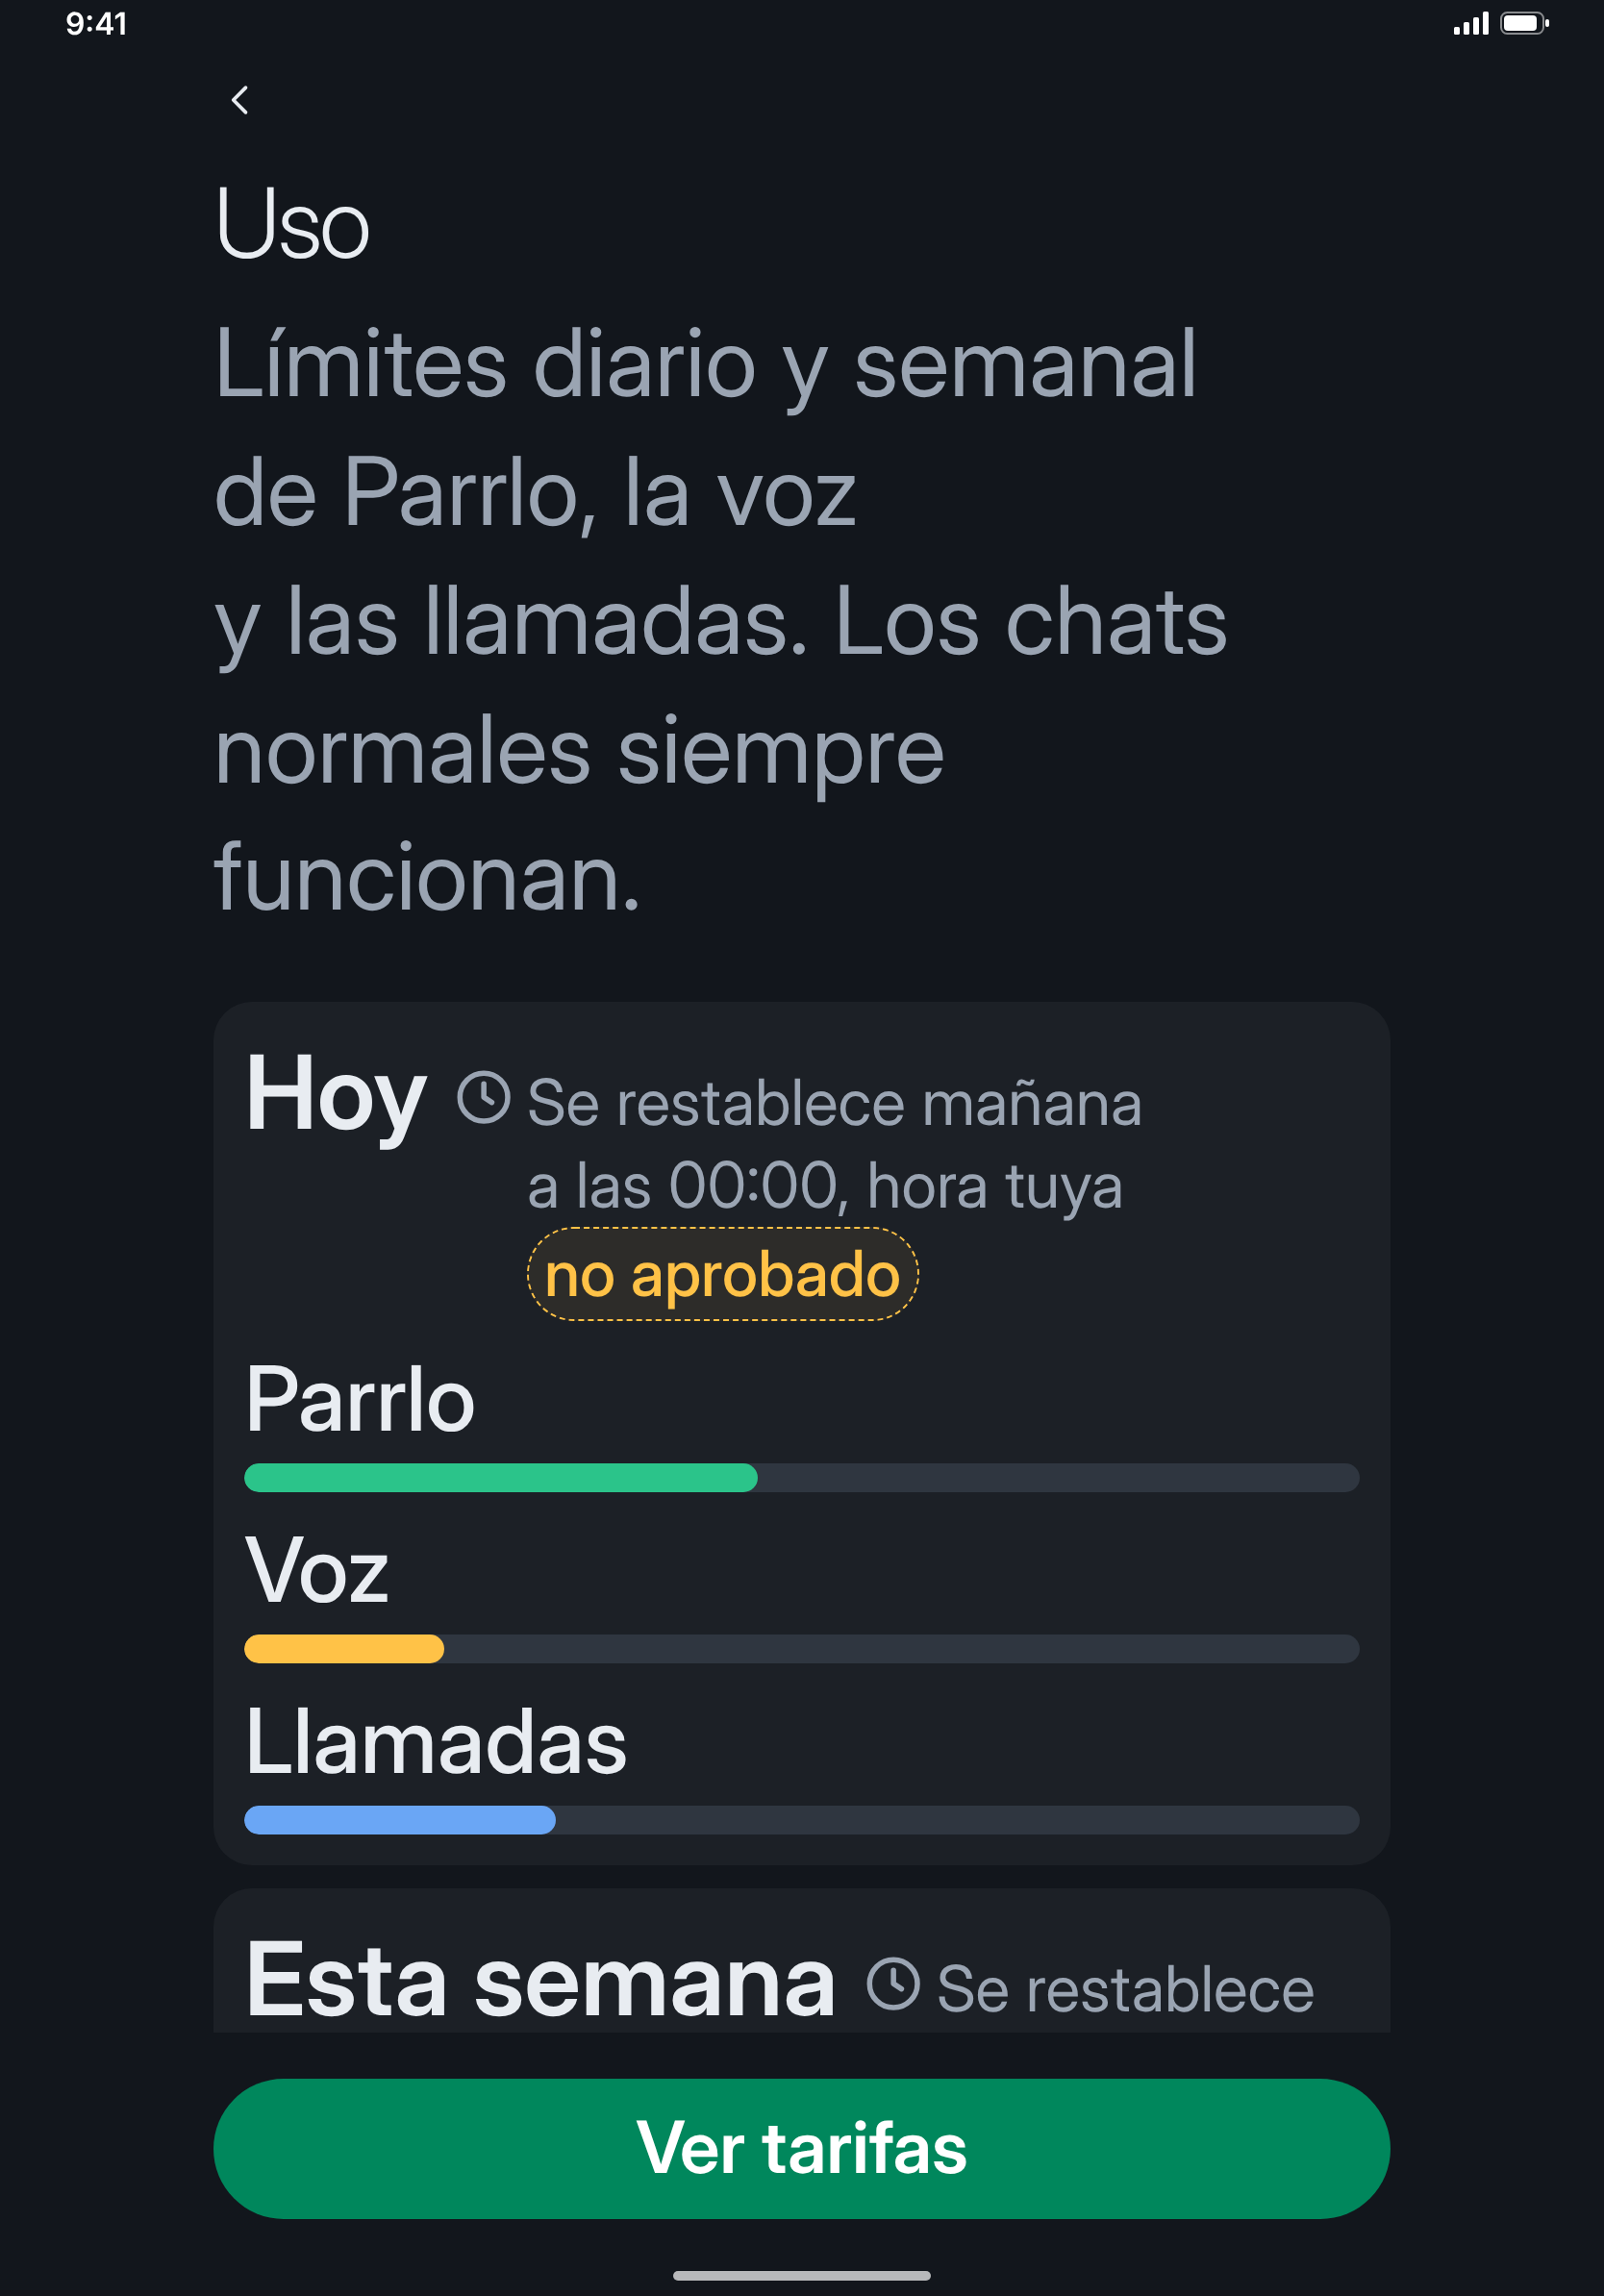 9:41
Uso
Límites diario y semanal
de Parrlo, la voz
y las llamadas. Los chats
normales siempre
funcionan.
Hoy Se restablece mañana
a las 00:00, hora tuya
no aprobado
Parrlo
Voz
Llamadas
Esta semana Se restablece
Ver tarifas